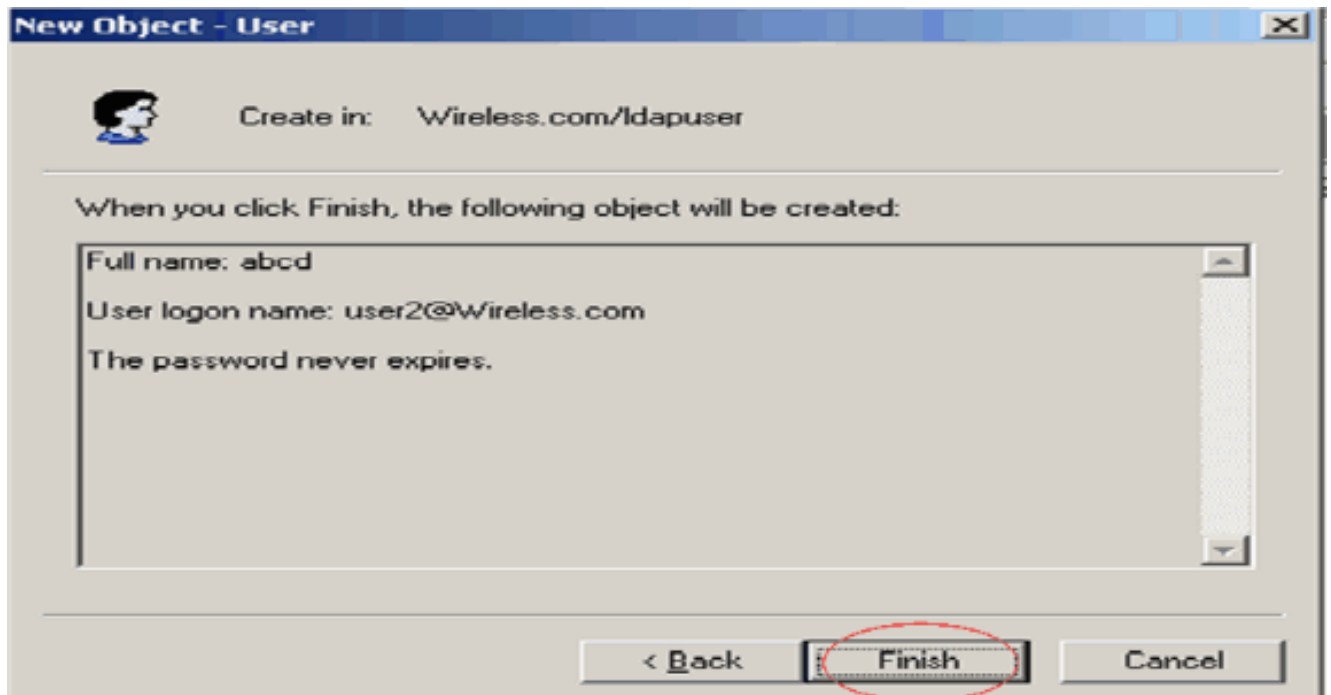 New Object - User
Create in: Wireless.com/ldapuser
When you click Finish, the following object will be created:
Full name: abcd
User logon name: user2@Wireless.com
The password never expires.
< Back Finish Cancel